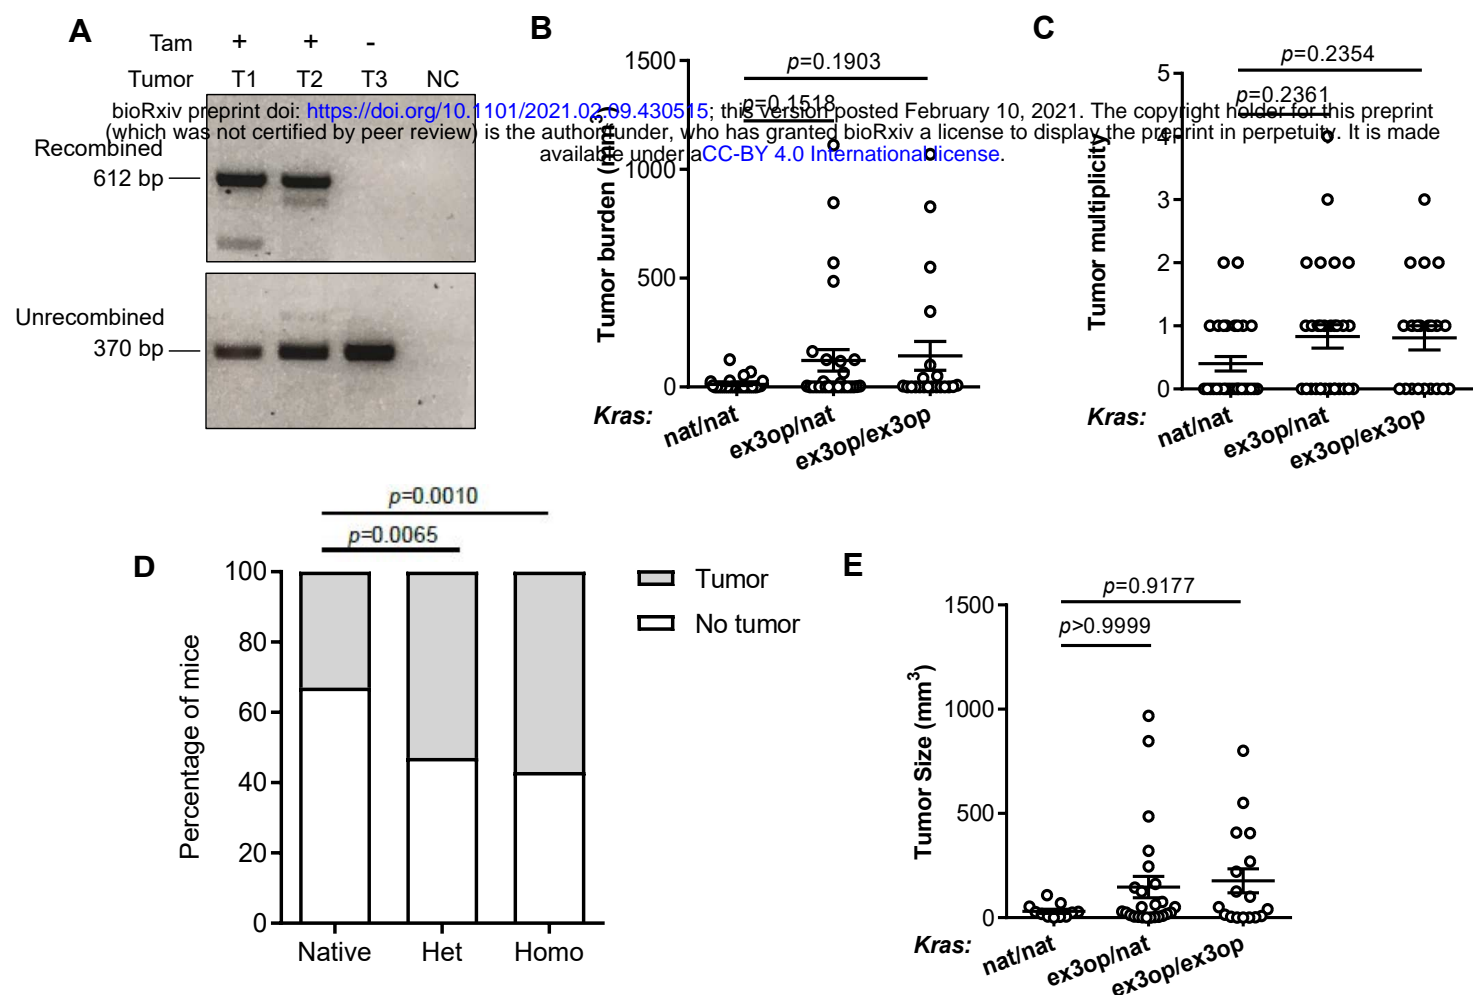 A
Tam + + -
Tumor T1 T2 T3 NC
Recombined
612 bp
Unrecombined
370 bp
bioRxiv preprint doi: https://doi.org/10.1101/2021.02.09.430515; this version posted February 10, 2021. The copyright holder for this preprint
(which was not certified by peer review) is the author/funder, who has granted bioRxiv a license to display the preprint in perpetuity. It is made
available under aCC-BY 4.0 International license.
B
p=0.1903
p=0.1518
Tumor burden (mm³)
1500
1000
500
0
Kras:
nat/nat
ex3op/nat
ex3op/ex3op
C
p=0.2354
p=0.2361
Tumor multiplicity
5
4
3
2
1
0
Kras:
nat/nat
ex3op/nat
ex3op/ex3op
D
p=0.0010
p=0.0065
Percentage of mice
100
80
60
40
20
0
Native
Het
Homo
Tumor
No tumor
E
p=0.9177
p>0.9999
Tumor Size (mm³)
1500
1000
500
0
Kras:
nat/nat
ex3op/nat
ex3op/ex3op